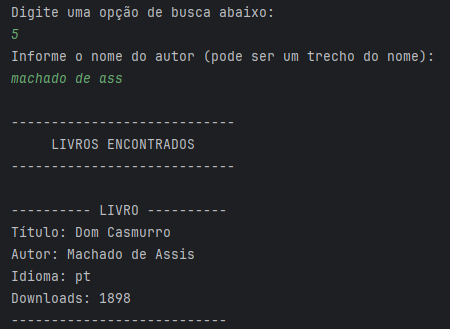 Digite uma opção de busca abaixo:
5
Informe o nome do autor (pode ser um trecho do nome):
machado de ass
----------------------------
LIVROS ENCONTRADOS
----------------------------
---------- LIVRO ----------
Título: Dom Casmurro
Autor: Machado de Assis
Idioma: pt
Downloads: 1898
---------------------------